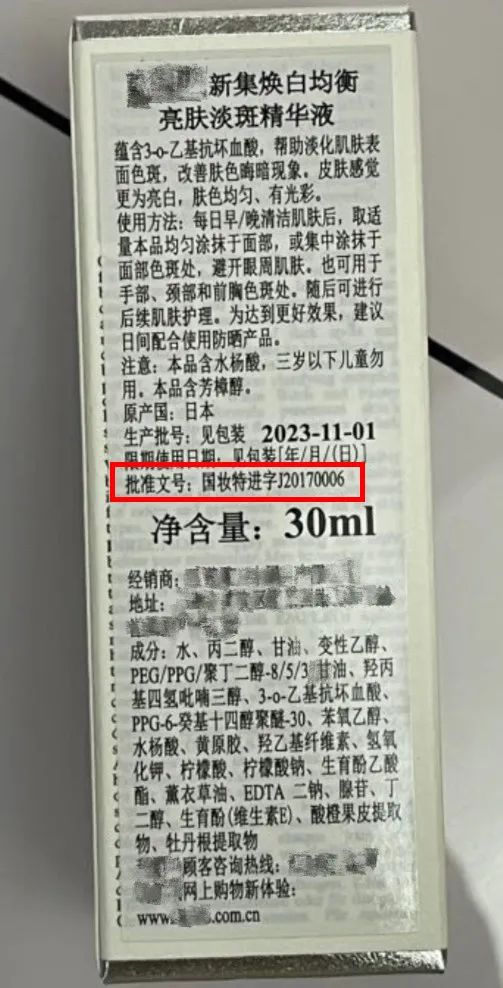 新集焕白均衡
亮肤淡斑精华液
蕴含3-o-乙基抗坏血酸，帮助淡化肌肤表
面色斑，改善肤色晦暗现象。皮肤感觉
更为亮白，肤色均匀、有光彩。
使用方法：每日早/晚清洁肌肤后，取适
量本品均匀涂抹于面部，或集中涂抹于
面部色斑处，避开眼周肌肤。也可用于
手部、颈部和前胸色斑处。随后可进行
后续肌肤护理。为达到更好效果，建议
日间配合使用防晒产品。
注意：本品含水杨酸，三岁以下儿童勿
用。本品含芳樟醇。
原产国：日本
生产批号：见包装 2023-11-01
限期使用日期：见包装[年/月/(日)]
批准文号：国妆特进字J20170006
净含量：30ml
经销商：
地址：
成分：水、丙二醇、甘油、变性乙醇、
PEG/PPG/聚丁二醇-8/5/3甘油、羟丙
基四氢吡喃三醇、3-o-乙基抗坏血酸、
PPG-6-癸基十四醇聚醚-30、苯氧乙醇、
水杨酸、黄原胶、羟乙基纤维素、氢氧
化钾、柠檬酸、柠檬酸钠、生育酚乙酸
酯、薰衣草油、EDTA 二钠、腺苷、丁
二醇、生育酚(维生素E)、酸橙果皮提取
物、牡丹根提取物
顾客咨询热线：
网上购物新体验：
www. .com.cn